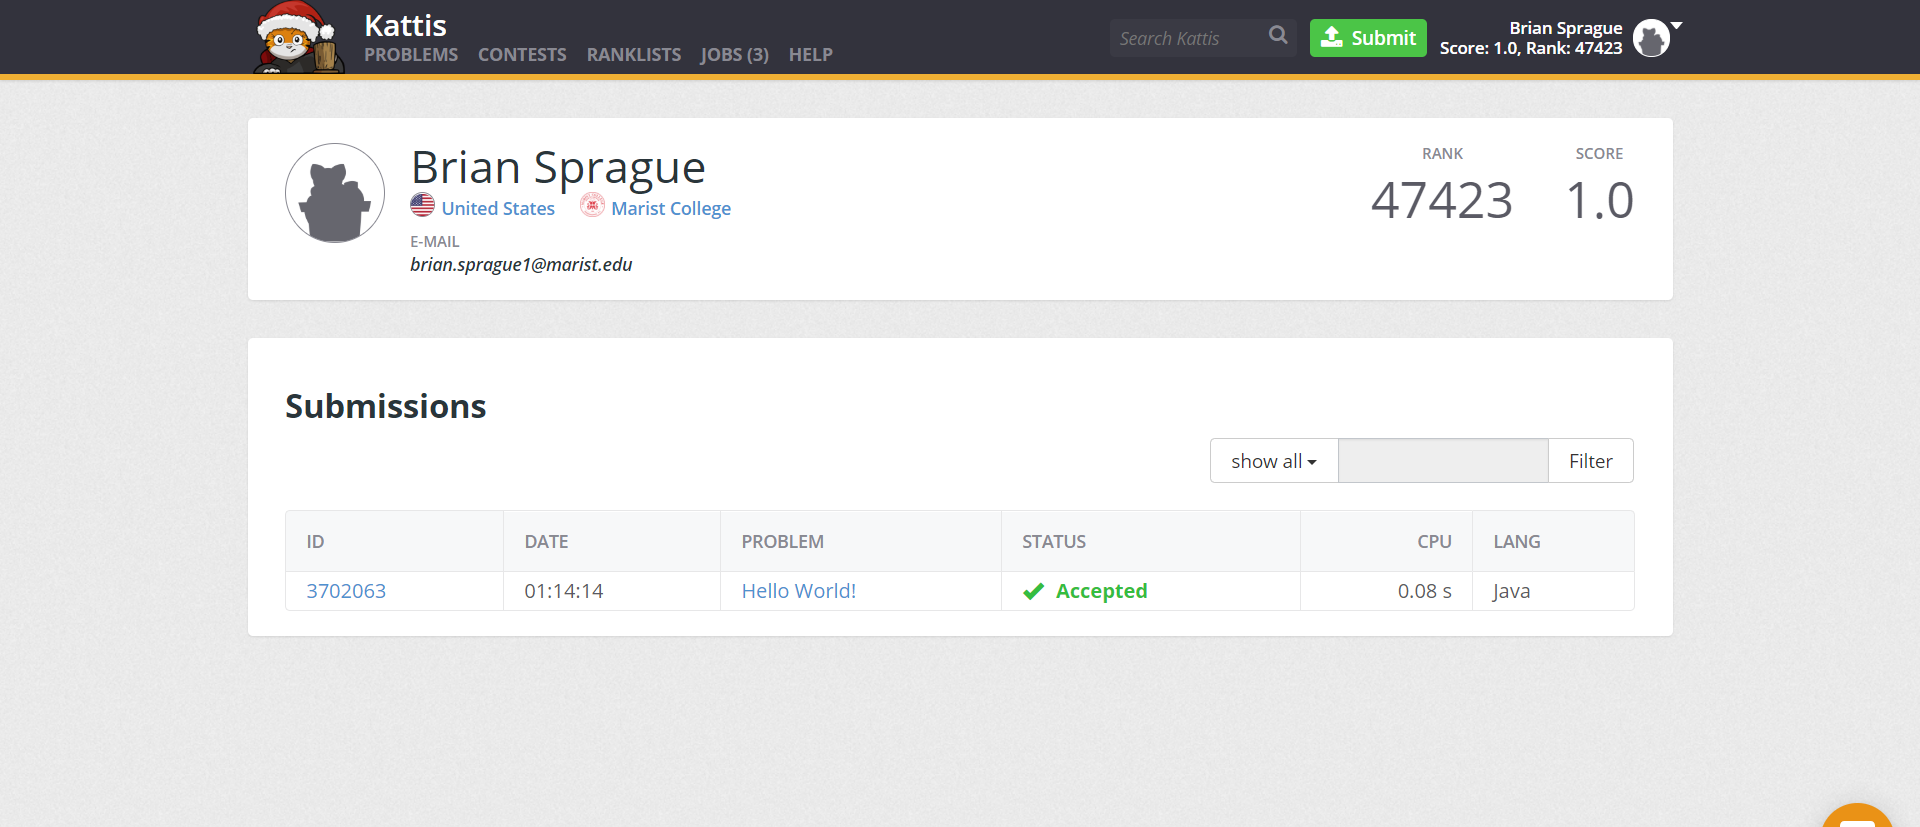 Kattis
PROBLEMS CONTESTS RANKLISTS JOBS (3) HELP
Search Kattis
Submit
Brian Sprague
Score: 1.0, Rank: 47423
Brian Sprague
United States Marist College
E-MAIL
brian.sprague1@marist.edu
RANK SCORE
47423 1.0
Submissions
show all Filter
ID DATE PROBLEM STATUS CPU LANG
3702063 01:14:14 Hello World! Accepted 0.08 s Java